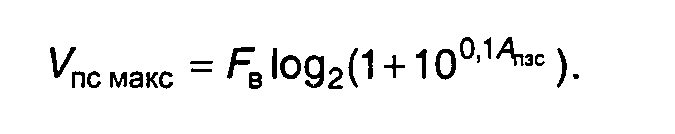 Vпс макс = Fв log₂(1+10^0,1Aпзс).